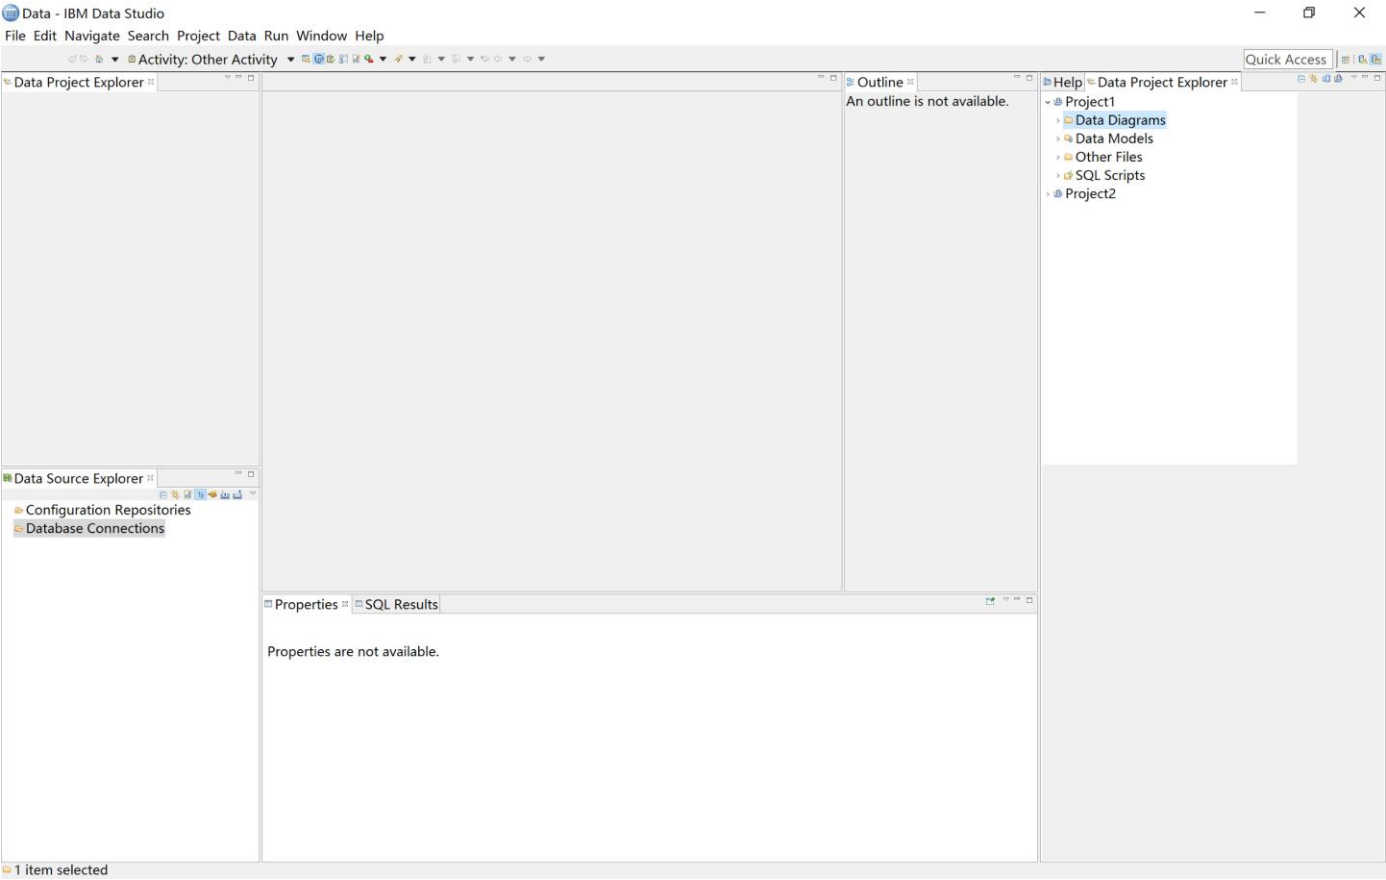 Data - IBM Data Studio
File Edit Navigate Search Project Data Run Window Help
Activity: Other Activity
Quick Access
Data Project Explorer
Outline
An outline is not available.
Help
Data Project Explorer
Project1
Data Diagrams
Data Models
Other Files
SQL Scripts
Project2
Data Source Explorer
Configuration Repositories
Database Connections
Properties
SQL Results
Properties are not available.
1 item selected